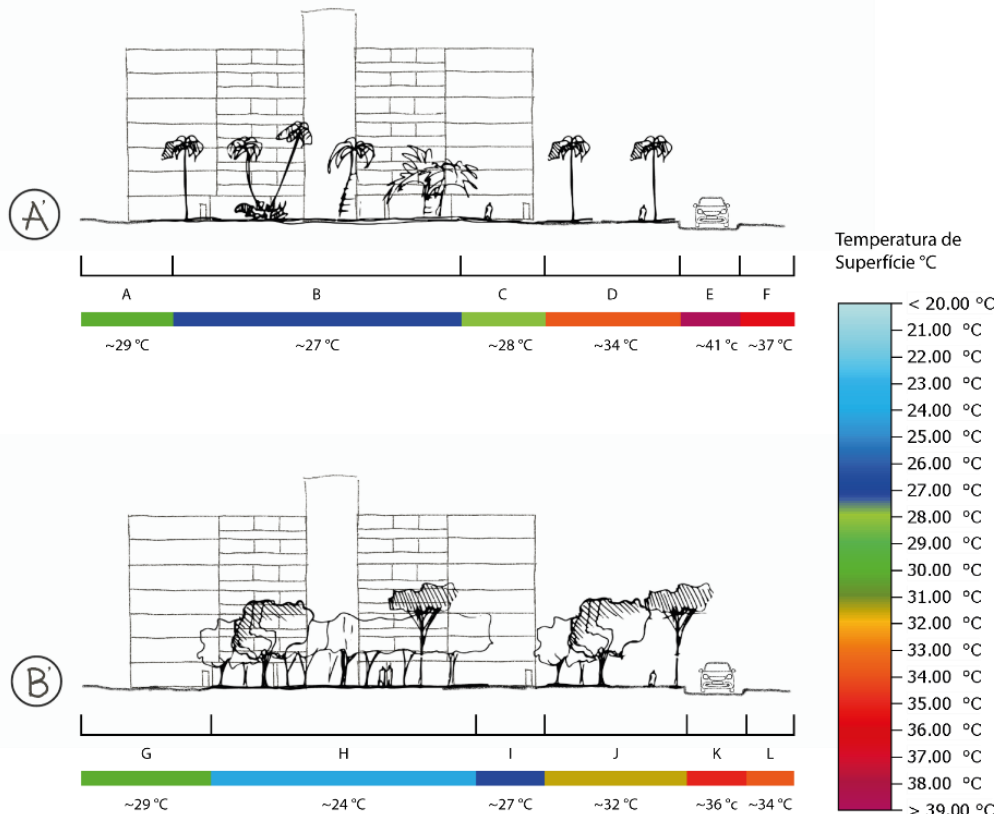 A'
A B C D E F
~29 °C ~27 °C ~28 °C ~34 °C ~41 °c ~37 °C
Temperatura de
Superfície °C
< 20.00 °C
21.00 °C
22.00 °C
23.00 °C
24.00 °C
25.00 °C
26.00 °C
27.00 °C
28.00 °C
29.00 °C
30.00 °C
31.00 °C
32.00 °C
33.00 °C
34.00 °C
35.00 °C
36.00 °C
37.00 °C
38.00 °C
> 39.00 °C
B'
G H I J K L
~29 °C ~24 °C ~27 °C ~32 °C ~36 °c ~34 °C